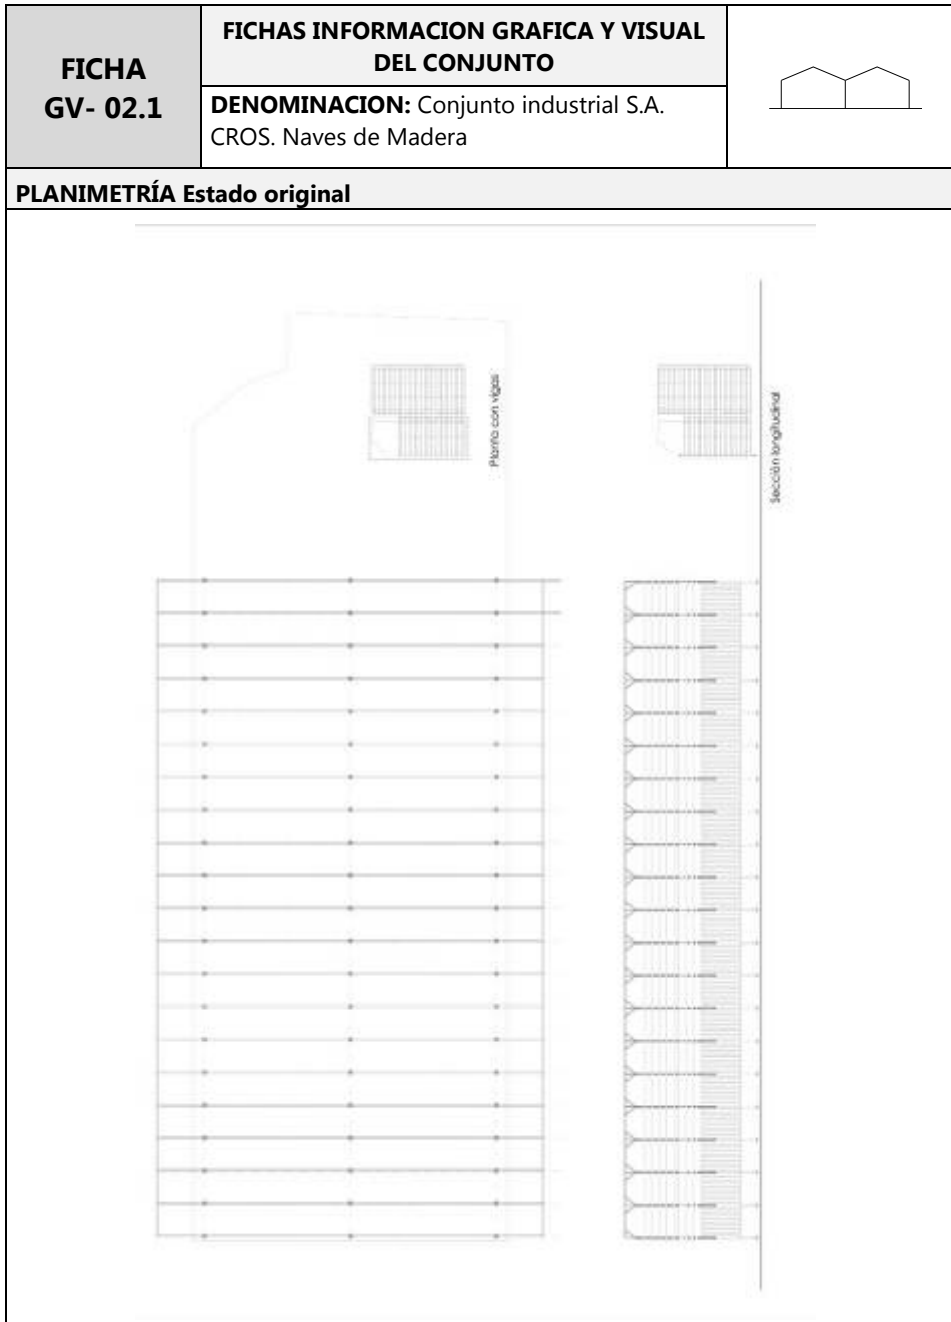 FICHA
GV- 02.1
FICHAS INFORMACION GRAFICA Y VISUAL
DEL CONJUNTO
DENOMINACION: Conjunto industrial S.A.
CROS. Naves de Madera
PLANIMETRÍA Estado original
Planta con vigas
Sección longitudinal